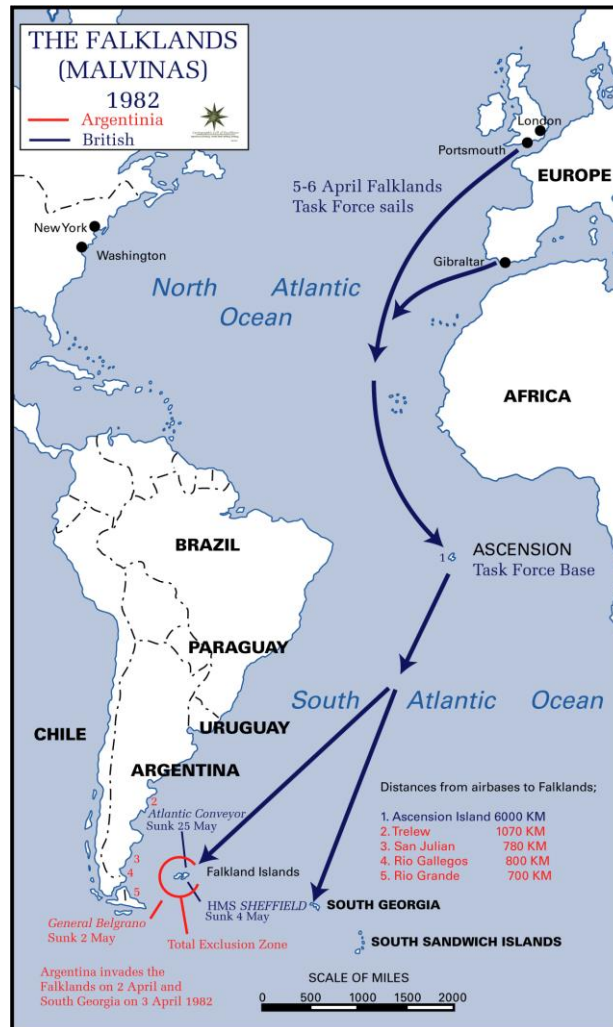 THE FALKLANDS
(MALVINAS)
1982
Argentinia
British
London
Portsmouth
EUROPE
5-6 April Falklands
Task Force sails
New York
Washington
Gibraltar
North Atlantic
Ocean
AFRICA
BRAZIL
1
ASCENSION
Task Force Base
PARAGUAY
South Atlantic Ocean
URUGUAY
CHILE
ARGENTINA
2
Atlantic Conveyor
Sunk 25 May
Distances from airbases to Falklands;
1. Ascension Island 6000 KM
2. Trelew 1070 KM
3. San Julian 780 KM
4. Rio Gallegos 800 KM
5. Rio Grande 700 KM
3
4
5
Falkland Islands
HMS SHEFFIELD
Sunk 4 May
SOUTH GEORGIA
General Belgrano
Sunk 2 May
Total Exclusion Zone
SOUTH SANDWICH ISLANDS
Argentina invades the
Falklands on 2 April and
South Georgia on 3 April 1982
SCALE OF MILES
0 500 1000 1500 2000